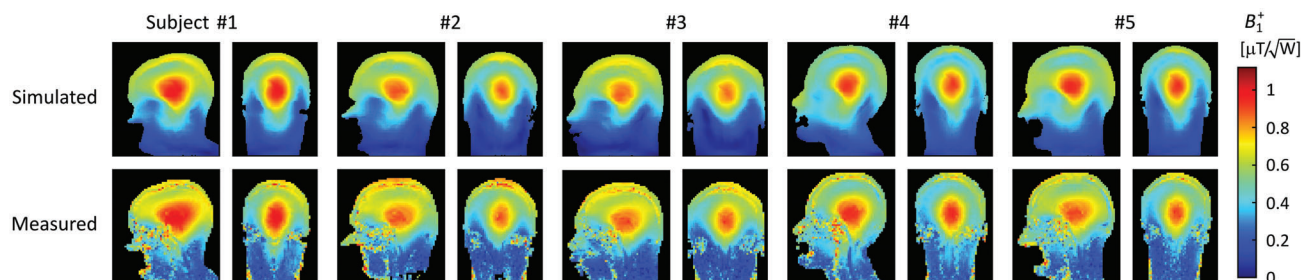 Subject #1 #2 #3 #4 #5 B₁⁺
[µT/√W]
Simulated
Measured
1
0.8
0.6
0.4
0.2
0